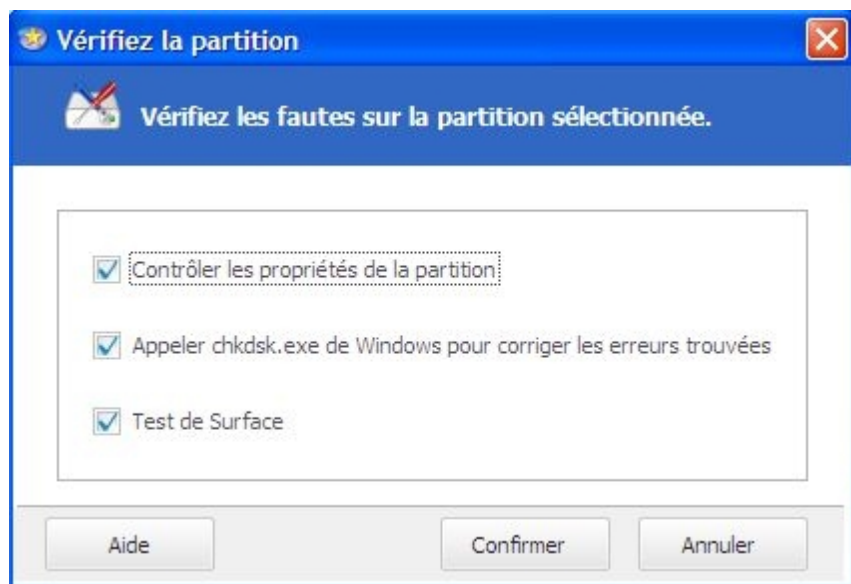 Vérifiez la partition
Vérifiez les fautes sur la partition sélectionnée.
Contrôler les propriétés de la partition
Appeler chkdsk.exe de Windows pour corriger les erreurs trouvées
Test de Surface
Aide
Confirmer
Annuler